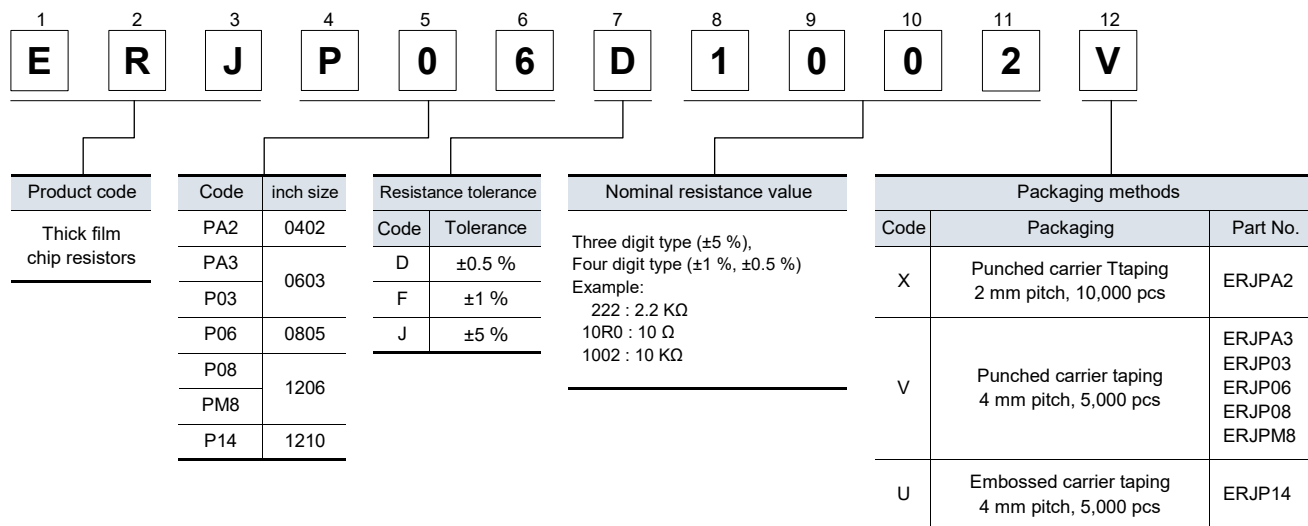 1 2 3 4 5 6 7 8 9 10 11 12
E R J P 0 6 D 1 0 0 2 V
Product code
Thick film
chip resistors
Code inch size
PA2 0402
PA3
P03
0603
P06 0805
P08
PM8
1206
P14 1210
Resistance tolerance
Code Tolerance
D ±0.5 %
F ±1 %
J ±5 %
Nominal resistance value
Three digit type (±5 %),
Four digit type (±1 %, ±0.5 %)
Example:
222 : 2.2 KΩ
10R0 : 10 Ω
1002 : 10 KΩ
Packaging methods
Code Packaging Part No.
X
Punched carrier Ttaping
2 mm pitch, 10,000 pcs
ERJPA2
V
Punched carrier taping
4 mm pitch, 5,000 pcs
ERJPA3
ERJP03
ERJP06
ERJP08
ERJPM8
U
Embossed carrier taping
4 mm pitch, 5,000 pcs
ERJP14